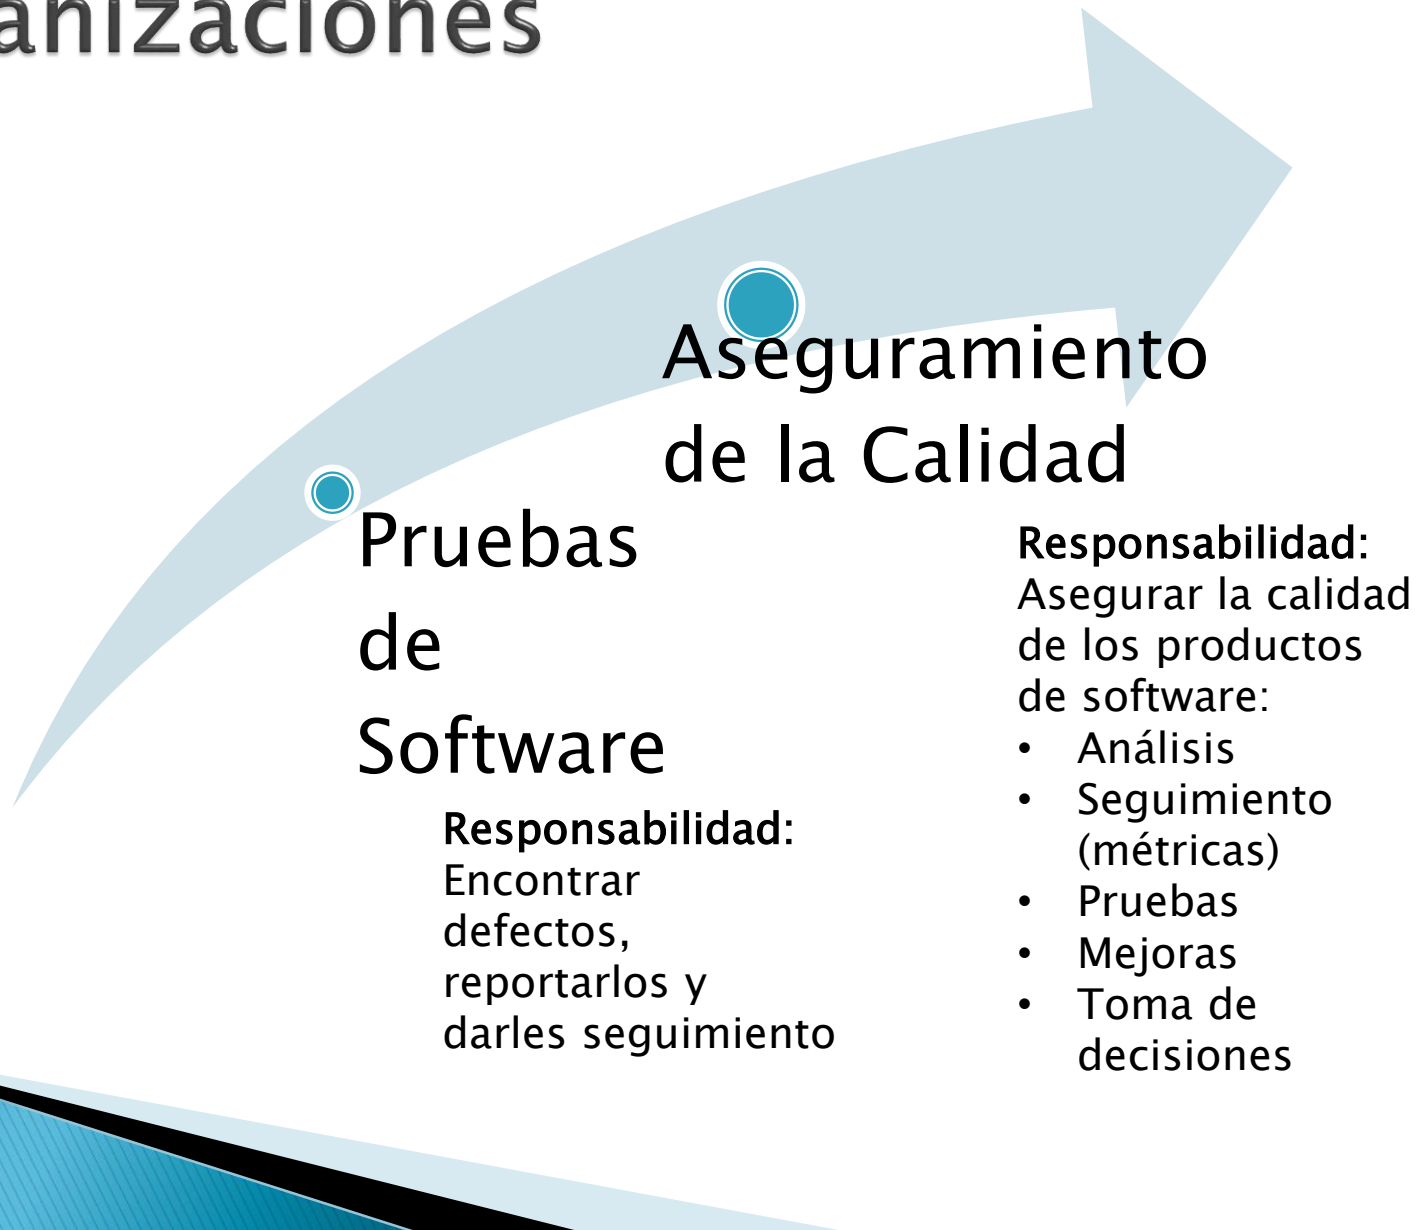 anizaciones
Aseguramiento
de la Calidad
Pruebas
de
Software
Responsabilidad:
Encontrar
defectos,
reportarlos y
darles seguimiento
Responsabilidad:
Asegurar la calidad
de los productos
de software:
• Análisis
• Seguimiento
(métricas)
• Pruebas
• Mejoras
• Toma de
decisiones